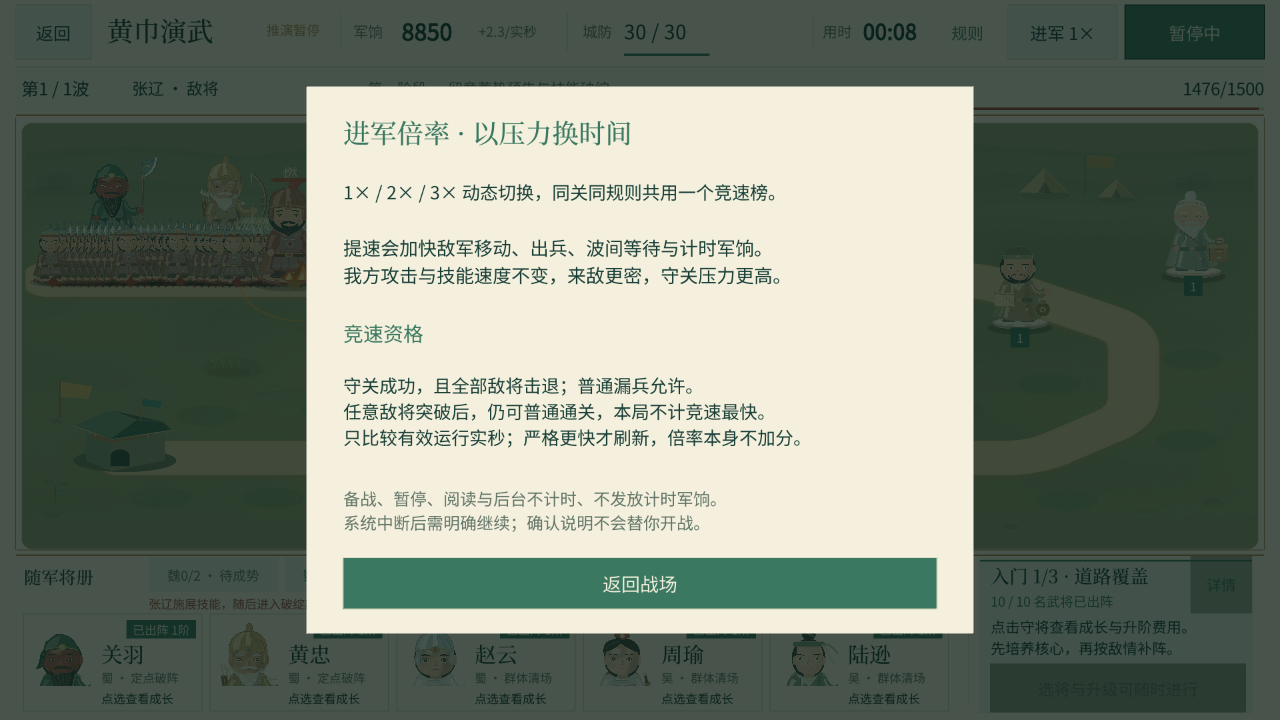 返回
黄巾演武
推演暂停
军饷
8850
+2.3/实秒
城防
30 / 30
用时
00:08
规则
进军 1×
暂停中
第1 / 1波
张辽 · 敌将
1476/1500
进军倍率 · 以压力换时间
1× / 2× / 3× 动态切换，同关同规则共用一个竞速榜。
提速会加快敌军移动、出兵、波间等待与计时军饷。
我方攻击与技能速度不变，来敌更密，守关压力更高。
竞速资格
守关成功，且全部敌将击退；普通漏兵允许。
任意敌将突破后，仍可普通通关，本局不计竞速最快。
只比较有效运行实秒；严格更快才刷新，倍率本身不加分。
备战、暂停、阅读与后台不计时、不发放计时军饷。
系统中断后需明确继续；确认说明不会替你开战。
返回战场
1
1
随军将册
魏0/2 · 待成势
张辽施展技能，随后进入破绽
已出阵 1阶
关羽
蜀 · 定点破阵
点选查看成长
黄忠
蜀 · 定点破阵
点选查看成长
赵云
蜀 · 群体清场
点选查看成长
周瑜
吴 · 群体清场
点选查看成长
陆逊
吴 · 群体清场
点选查看成长
入门 1/3 · 道路覆盖
详情
10 / 10 名武将已出阵
点击守将查看成长与升阶费用。
先培养核心，再按敌情补阵。
选将与升级可随时进行